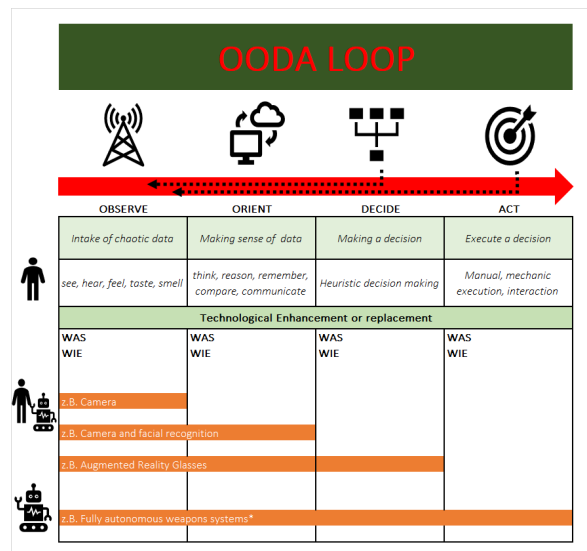 OODA LOOP
OBSERVE
ORIENT
DECIDE
ACT
Intake of chaotic data
Making sense of data
Making a decision
Execute a decision
see, hear, feel, taste, smell
think, reason, remember,
compare, communicate
Heuristic decision making
Manual, mechanic
execution, interaction
Technological Enhancement or replacement
WAS
WIE
WAS
WIE
WAS
WIE
WAS
WIE
z.B. Camera
z.B. Camera and facial recognition
z.B. Augmented Reality Glasses
z.B. Fully autonomous weapons systems*